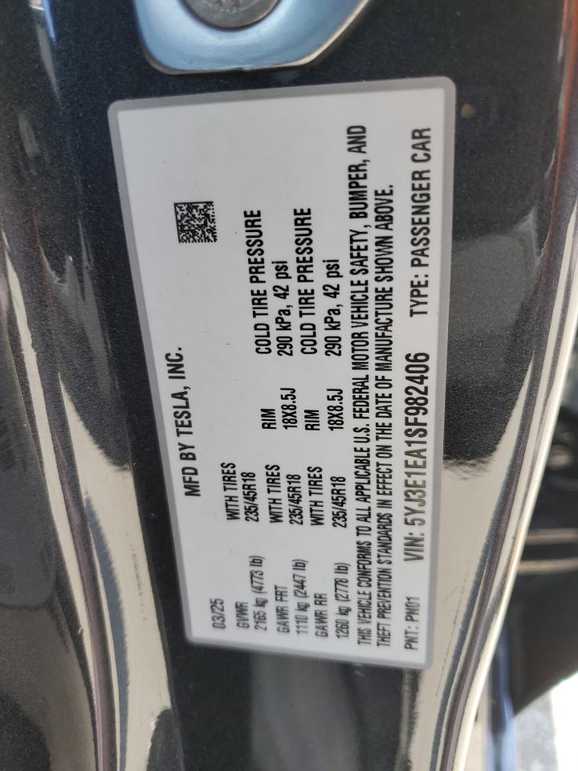 MFD BY TESLA, INC.
03/25
GVWR WITH TIRES RIM COLD TIRE PRESSURE
2165 kg (4773 lb) 235/45R18 18X8.5J 290 kPa, 42 psi
GAWR FRT WITH TIRES RIM COLD TIRE PRESSURE
1110 kg (2447 lb) 235/45R18 18X8.5J 290 kPa, 42 psi
GAWR RR
1260 kg (2778 lb)
THIS VEHICLE CONFORMS TO ALL APPLICABLE U.S. FEDERAL MOTOR VEHICLE SAFETY, BUMPER, AND
THEFT PREVENTION STANDARDS IN EFFECT ON THE DATE OF MANUFACTURE SHOWN ABOVE.
PNT: PN01 VIN: 5YJ3E1EA1SF982406 TYPE: PASSENGER CAR